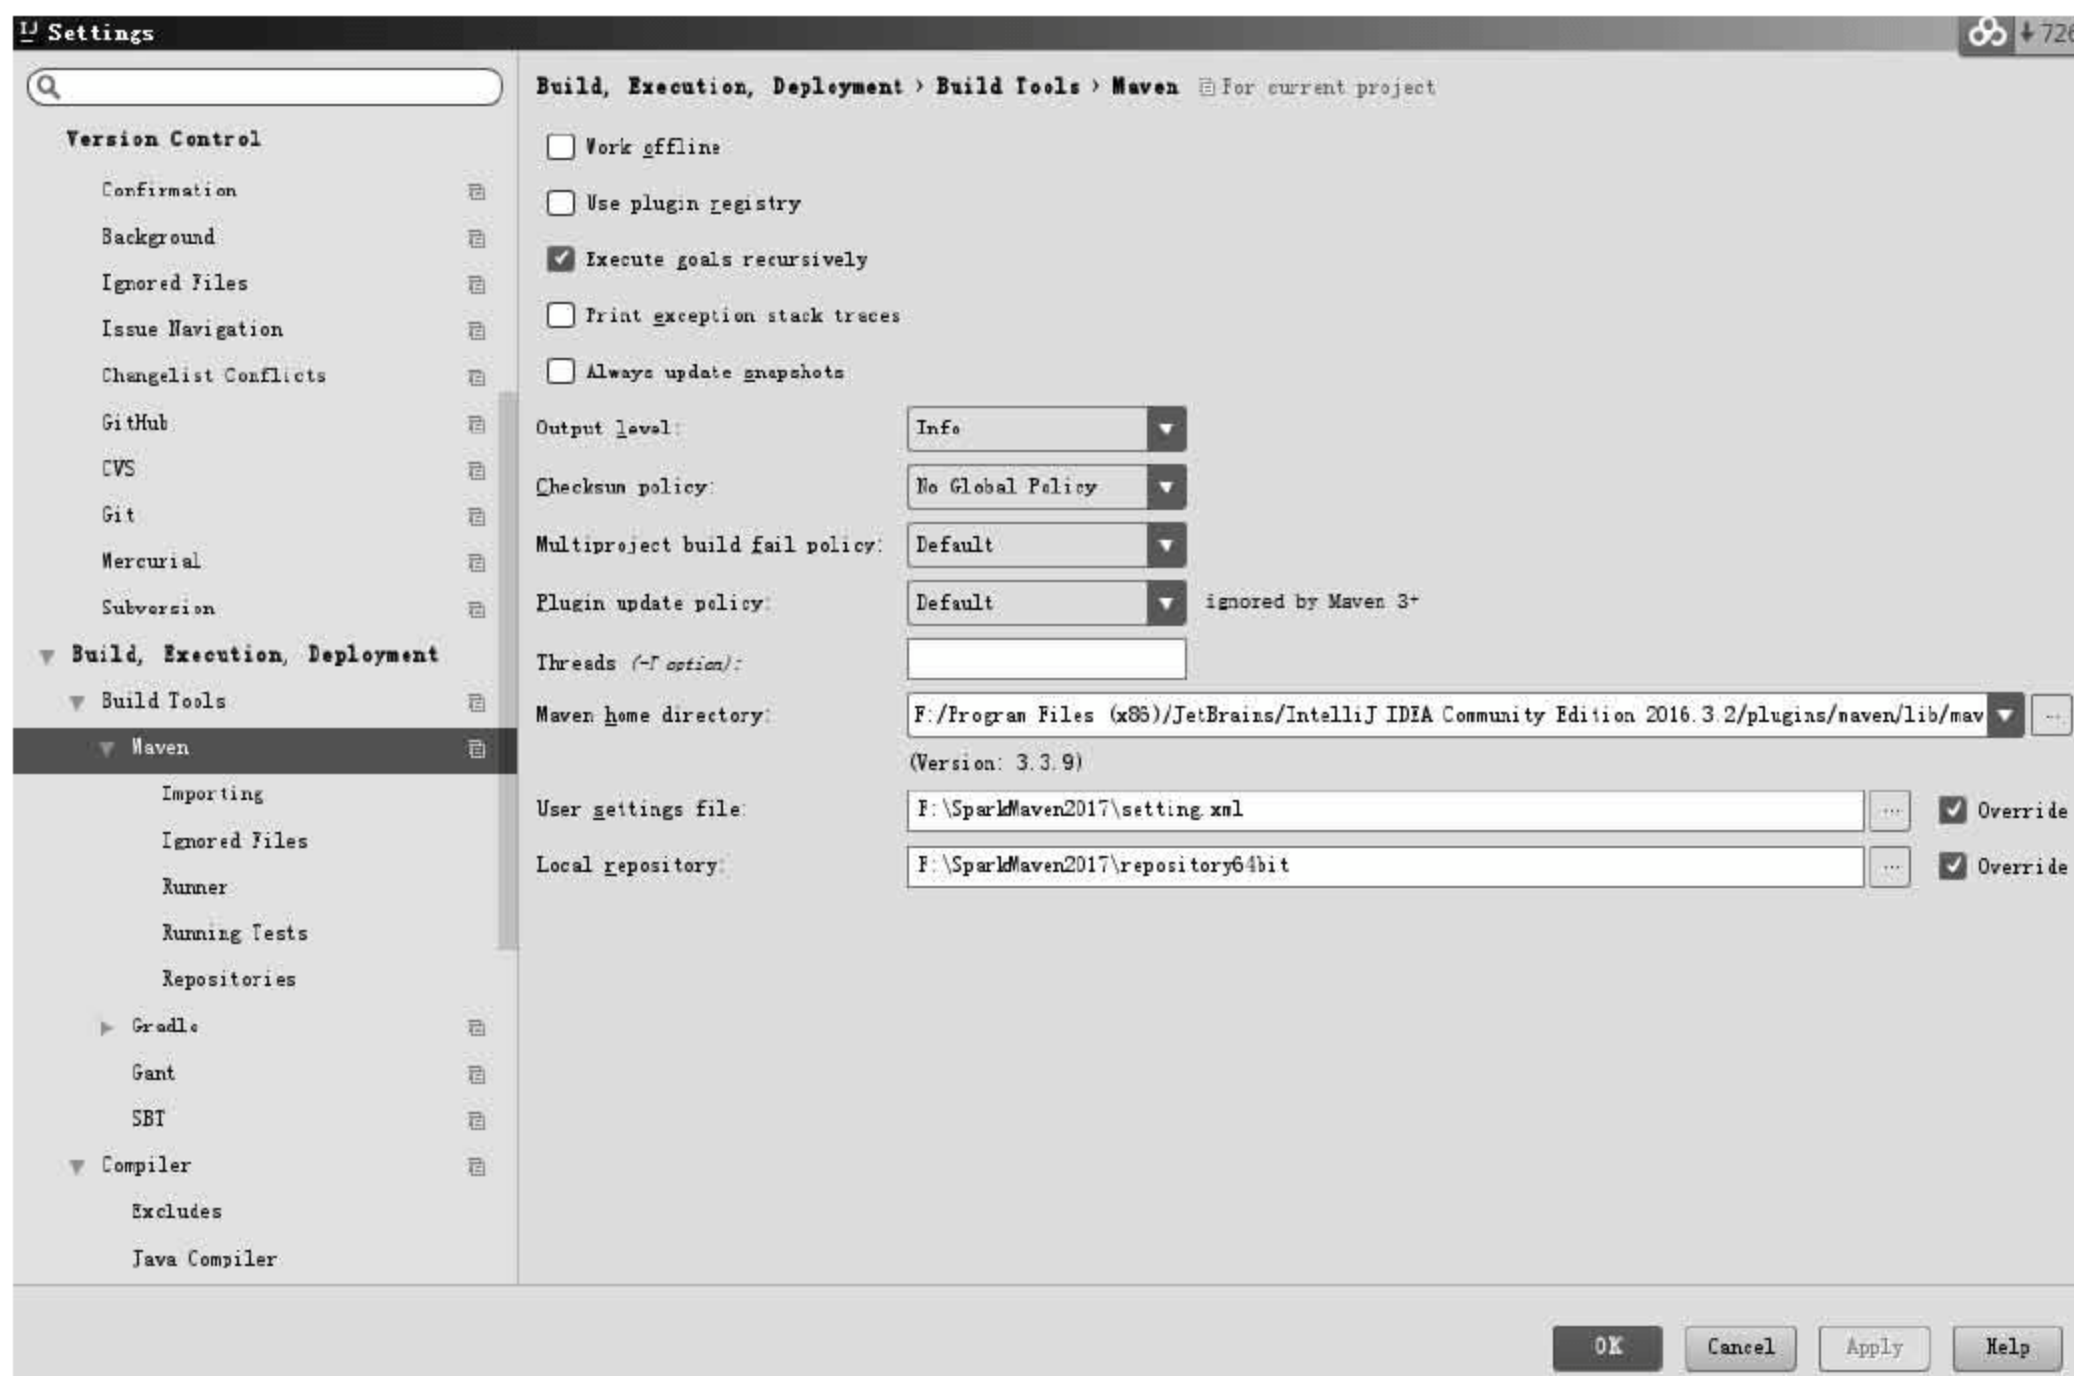 Settings
726
Build, Execution, Deployment › Build Tools › Maven For current project
Version Control
Confirmation
Background
Ignored Files
Issue Navigation
Changelist Conflicts
GitHub
CVS
Git
Mercurial
Subversion
Build, Execution, Deployment
Build Tools
Maven
Importing
Ignored Files
Runner
Running Tests
Repositories
Gradle
Gant
SBT
Compiler
Excludes
Java Compiler
Work offline
Use plugin registry
Execute goals recursively
Print exception stack traces
Always update snapshots
Output level: Info
Checksum policy: No Global Policy
Multiproject build fail policy: Default
Plugin update policy: Default ignored by Maven 3+
Threads (-T option):
Maven home directory: F:/Program Files (x86)/JetBrains/IntelliJ IDEA Community Edition 2016.3.2/plugins/maven/lib/mav ...
(Version: 3.3.9)
User settings file: F:\SparkMaven2017\setting.xml ... Override
Local repository: F:\SparkMaven2017\repository64bit ... Override
OK Cancel Apply Help